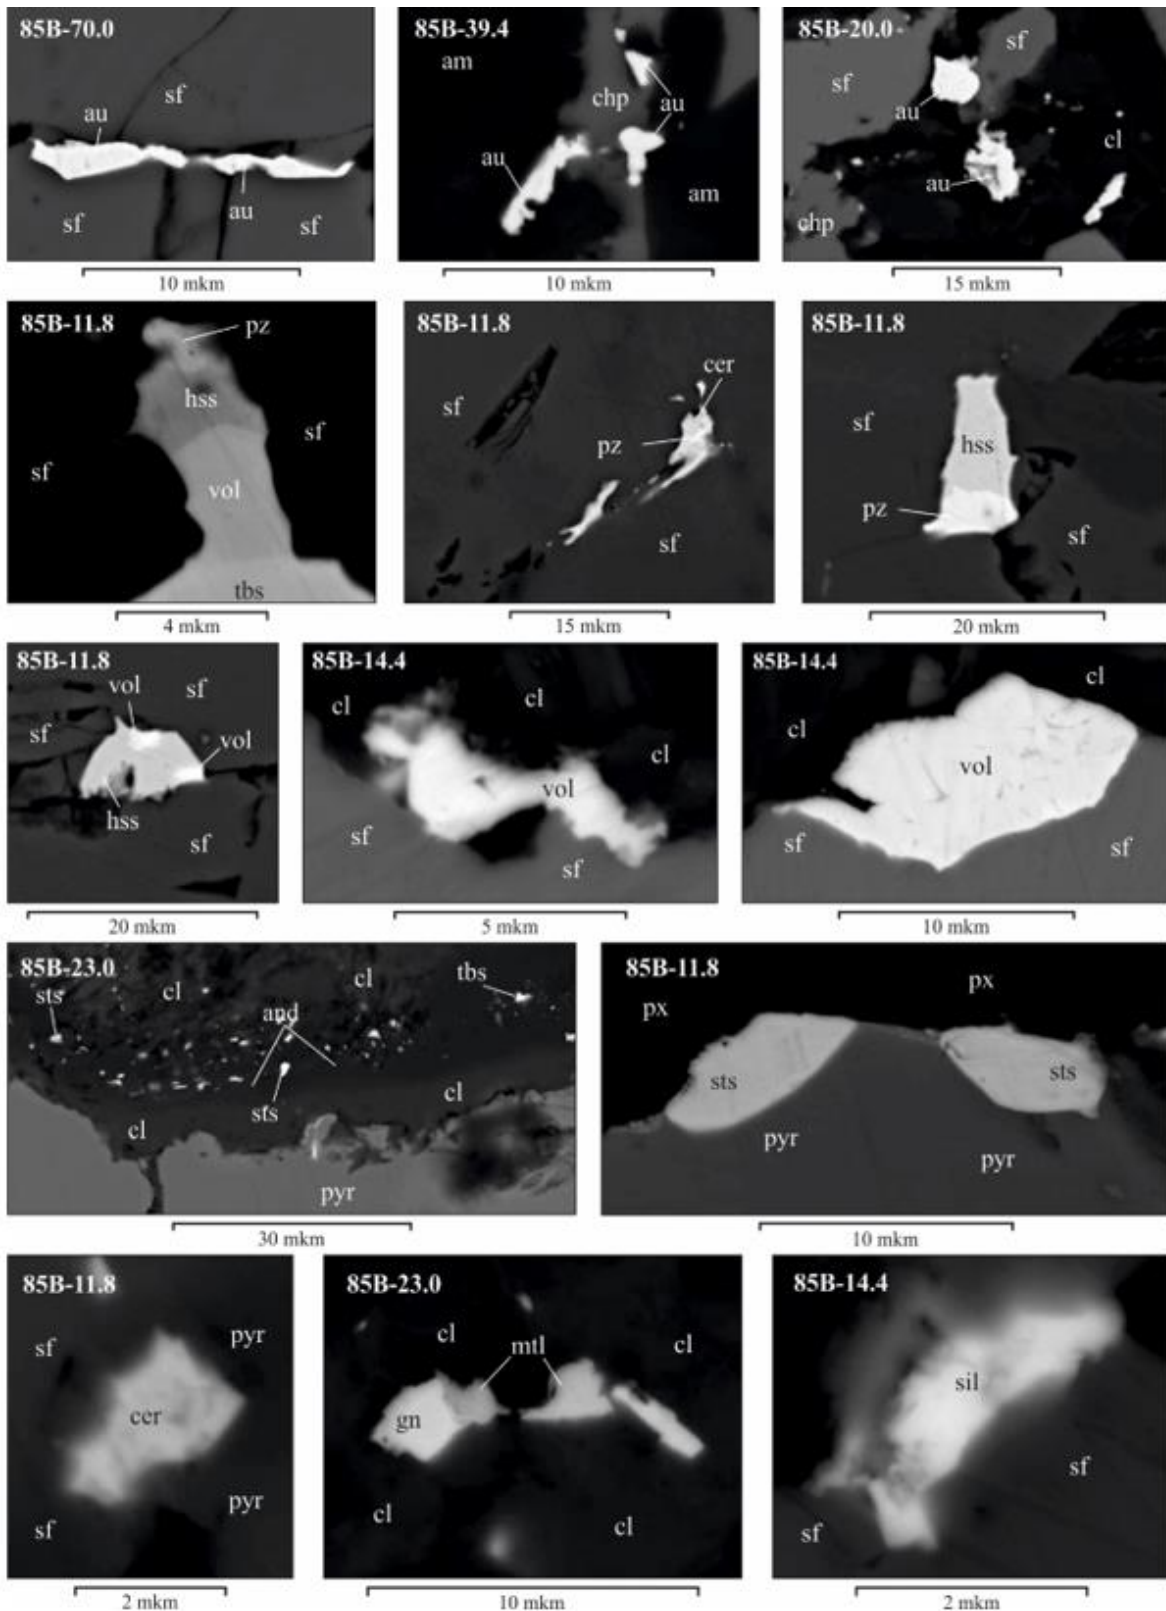 85B-70.0
sf
au
au
sf
sf
10 mkm
85B-39.4
am
chp
au
au
am
10 mkm
85B-20.0
sf
sf
au
cl
au
chp
15 mkm
85B-11.8
pz
hss
sf
sf
vol
tbs
4 mkm
85B-11.8
sf
cer
pz
sf
15 mkm
85B-11.8
sf
hss
pz
sf
20 mkm
85B-11.8
vol
sf
sf
vol
hss
sf
20 mkm
85B-14.4
cl
cl
cl
vol
sf
sf
5 mkm
85B-14.4
cl
cl
vol
sf
sf
10 mkm
85B-23.0
cl
tbs
sts
cl
and
cl
sts
cl
pyr
30 mkm
85B-11.8
px
px
sts
sts
pyr
pyr
10 mkm
85B-11.8
sf
pyr
cer
pyr
sf
2 mkm
85B-23.0
cl
mtl
cl
gn
cl
cl
10 mkm
85B-14.4
sil
sf
sf
2 mkm